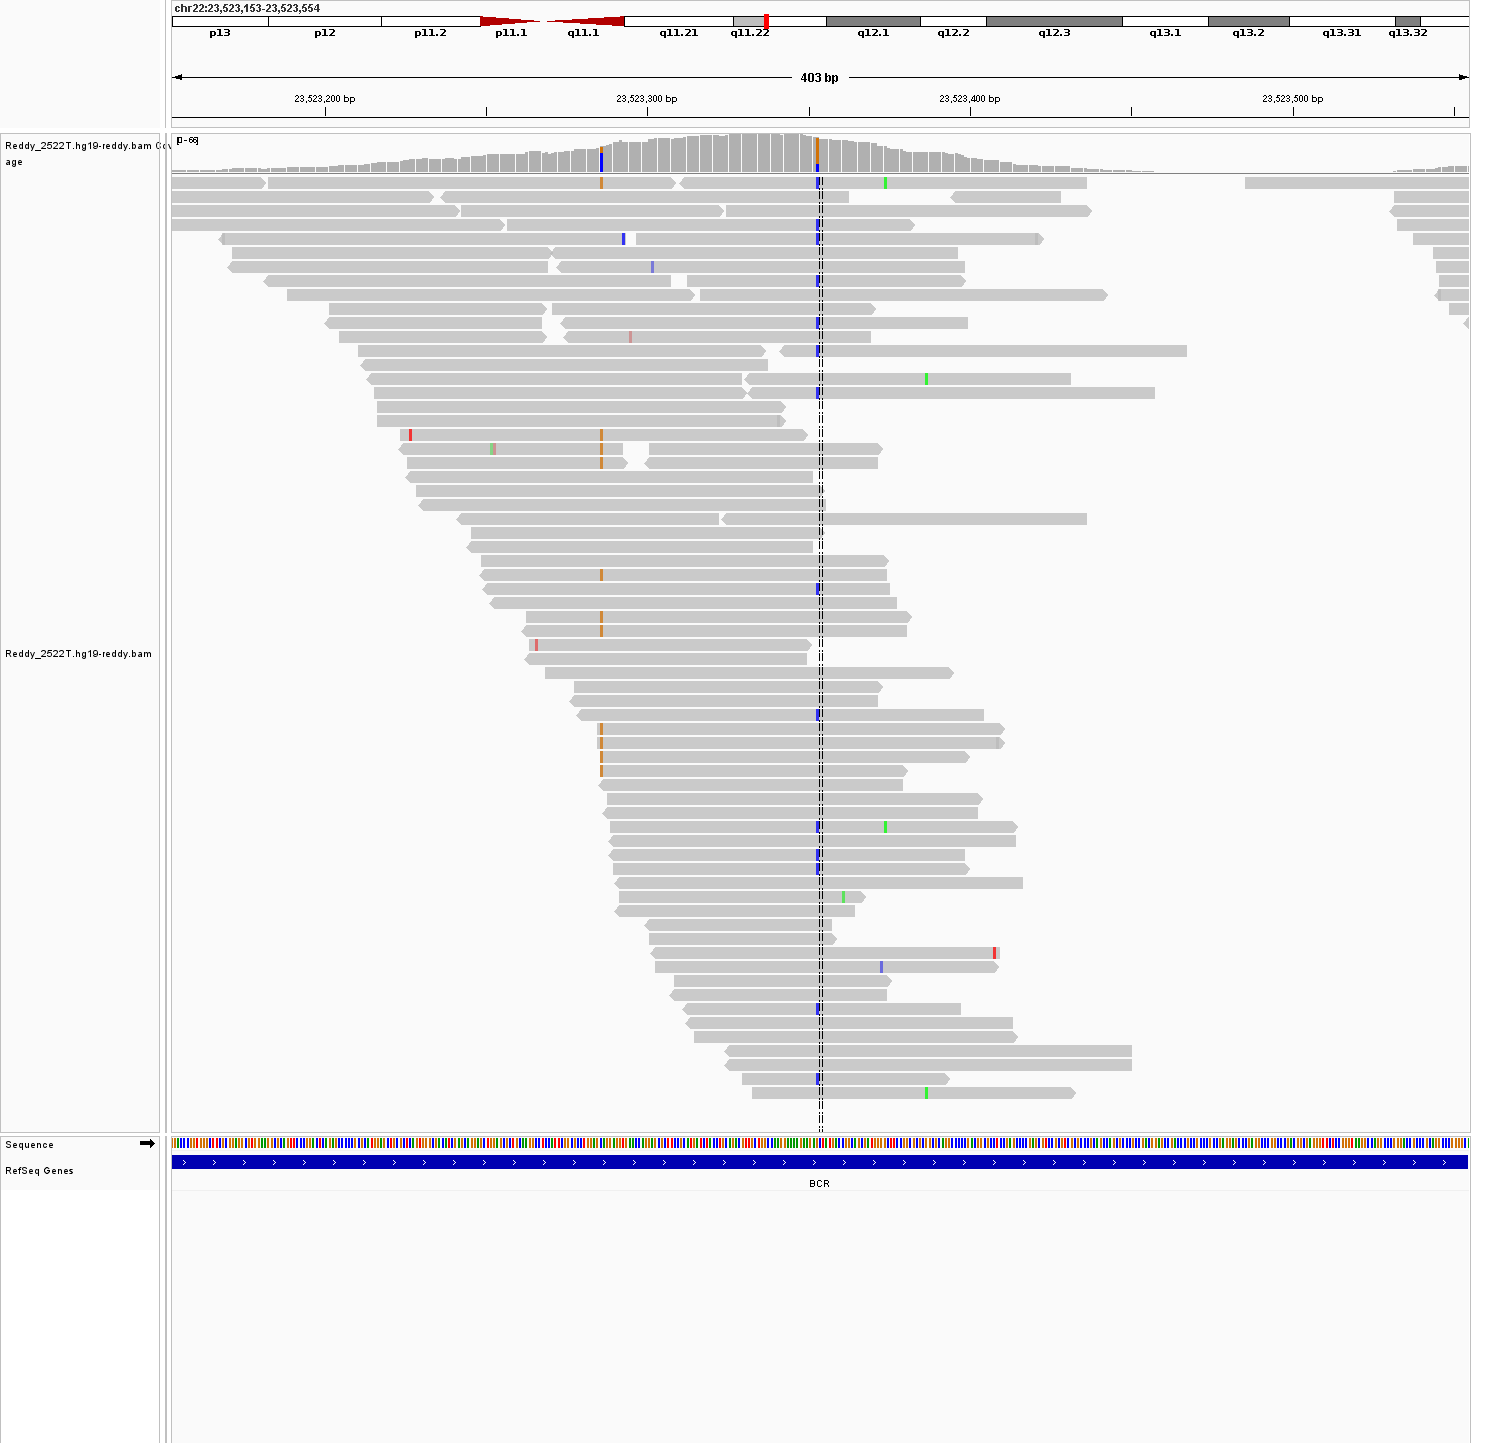 chr22:23,523,153-23,523,554
p13 p12 p11.2 p11.1 q11.1 q11.21 q11.22 q12.1 q12.2 q12.3 q13.1 q13.2 q13.31 q13.32
403 bp
23,523,200 bp 23,523,300 bp 23,523,400 bp 23,523,500 bp
Reddy_2522T.hg19-reddy.bam Cov
age
[0-66]
Reddy_2522T.hg19-reddy.bam
Sequence
RefSeq Genes
BCR